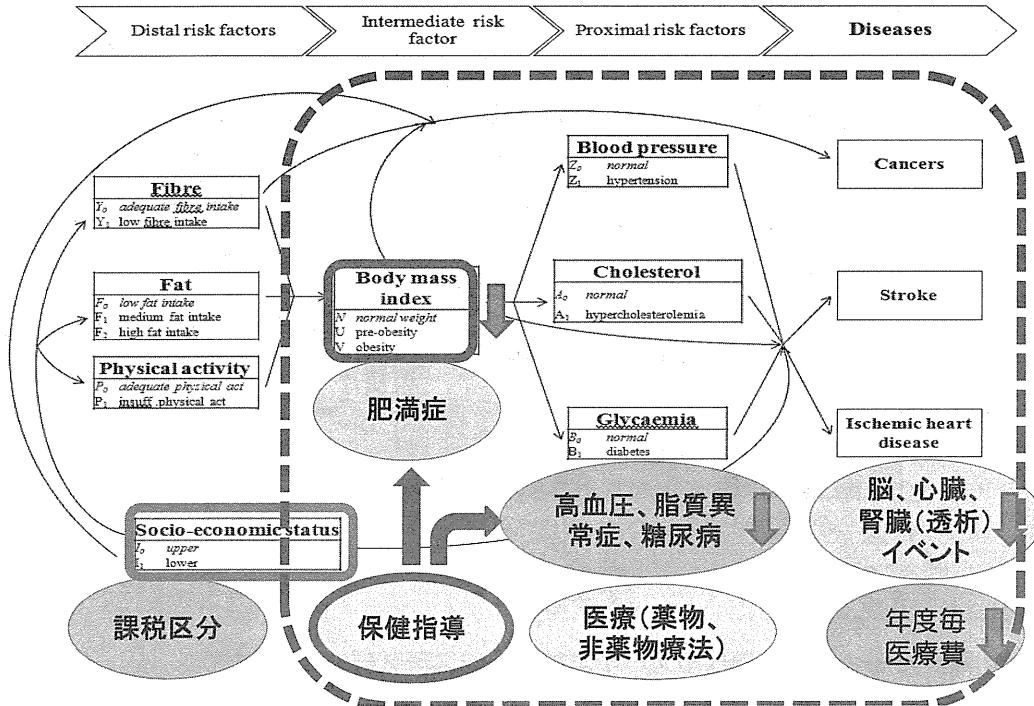 Distal risk factors
Intermediate risk
factor
Proximal risk factors
Diseases
Fibre
Y₀ adequate fibre intake
Y₁ low fibre intake
Fat
F₀ low fat intake
F₁ medium fat intake
F₂ high fat intake
Physical activity
P₀ adequate physical act
P₁ insuff.physical act
Socio-economic status
I₀ upper
I₁ lower
課税区分
Body mass
index
N normal weight
U pre-obesity
V obesity
肥満症
保健指導
Blood pressure
Z₀ normal
Z₁ hypertension
Cholesterol
A₀ normal
A₁ hypercholesterolemia
Glycaemia
B₀ normal
B₁ diabetes
高血圧、脂質異
常症、糖尿病
医療(薬物、
非薬物療法)
Cancers
Stroke
Ischemic heart
disease
脳、心臓、
腎臓(透析)
イベント
年度毎
医療費